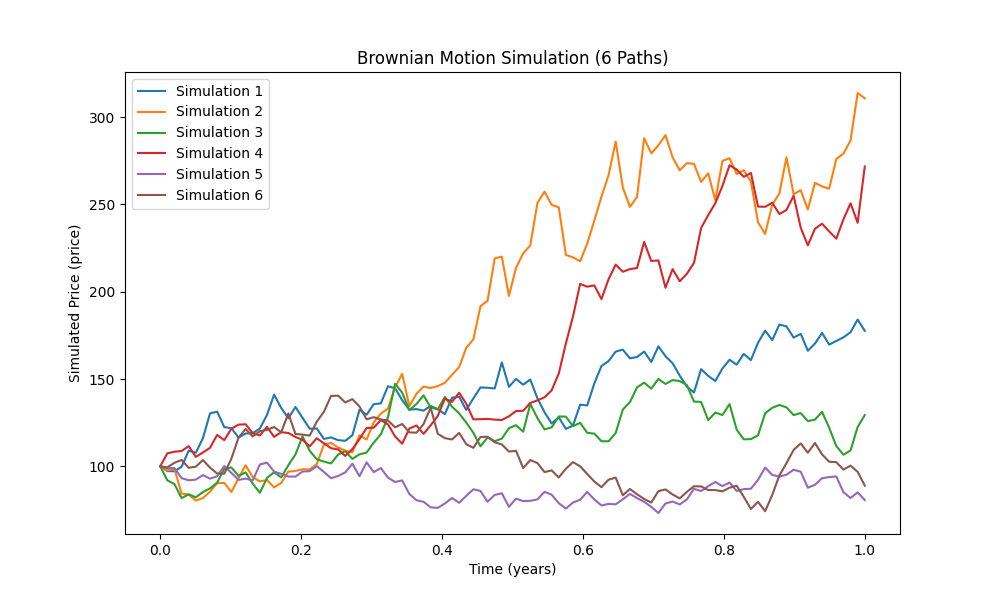 Brownian Motion Simulation (6 Paths)
Simulation 1
Simulation 2
Simulation 3
Simulation 4
Simulation 5
Simulation 6
300
250
200
150
100
Simulated Price (price)
0.0 0.2 0.4 0.6 0.8 1.0
Time (years)